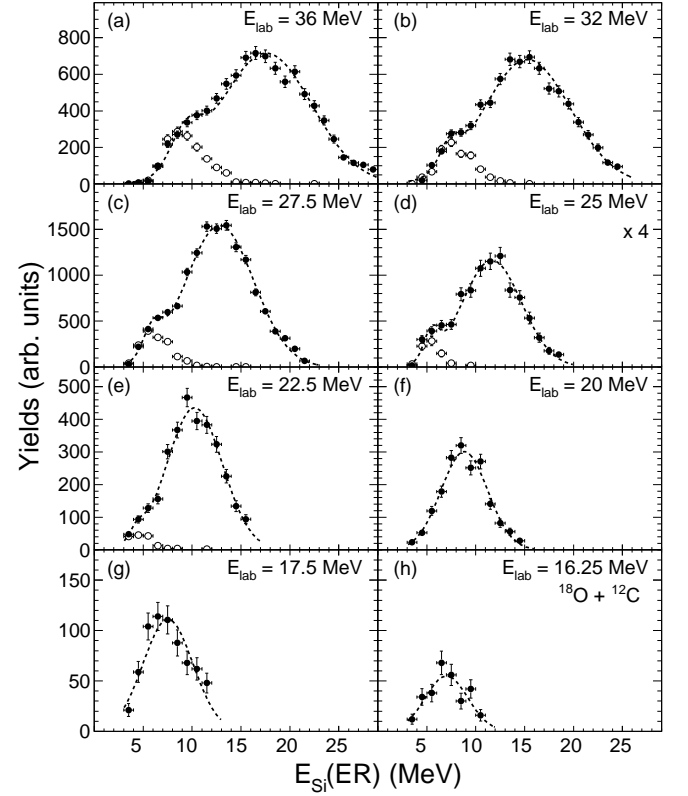 (a) E_lab = 36 MeV
(b) E_lab = 32 MeV
800
600
400
200
0
(c) E_lab = 27.5 MeV
(d) E_lab = 25 MeV
x 4
1500
1000
500
0
(e) E_lab = 22.5 MeV
(f) E_lab = 20 MeV
500
400
300
200
100
0
(g) E_lab = 17.5 MeV
(h) E_lab = 16.25 MeV
¹⁸O + ¹²C
150
100
50
0
Yields (arb. units)
5 10 15 20 25 5 10 15 20 25
E_Si(ER) (MeV)